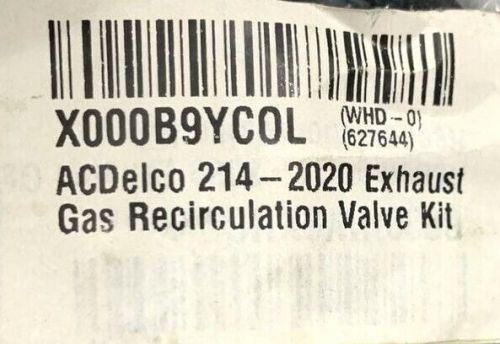 X000B9YCOL (WHD-0)
(627644)
ACDelco 214-2020 Exhaust
Gas Recirculation Valve Kit